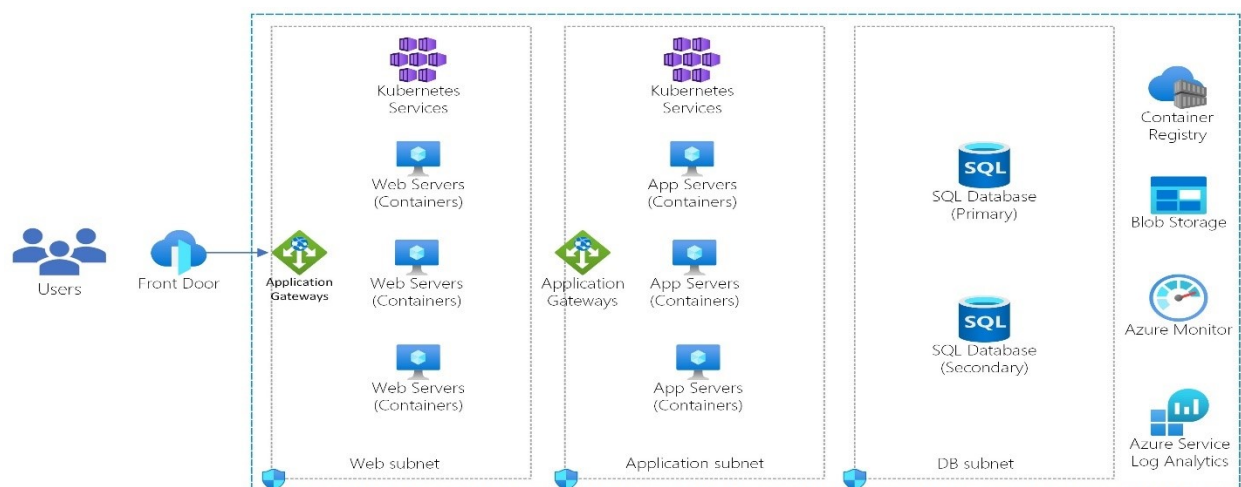 Users
Front Door
Application
Gateways
Kubernetes
Services
Web Servers
(Containers)
Web Servers
(Containers)
Web Servers
(Containers)
Web subnet
Application
Gateways
Kubernetes
Services
App Servers
(Containers)
App Servers
(Containers)
App Servers
(Containers)
Application subnet
SQL
SQL Database
(Primary)
SQL
SQL Database
(Secondary)
DB subnet
Container
Registry
Blob Storage
Azure Monitor
Azure Service
Log Analytics